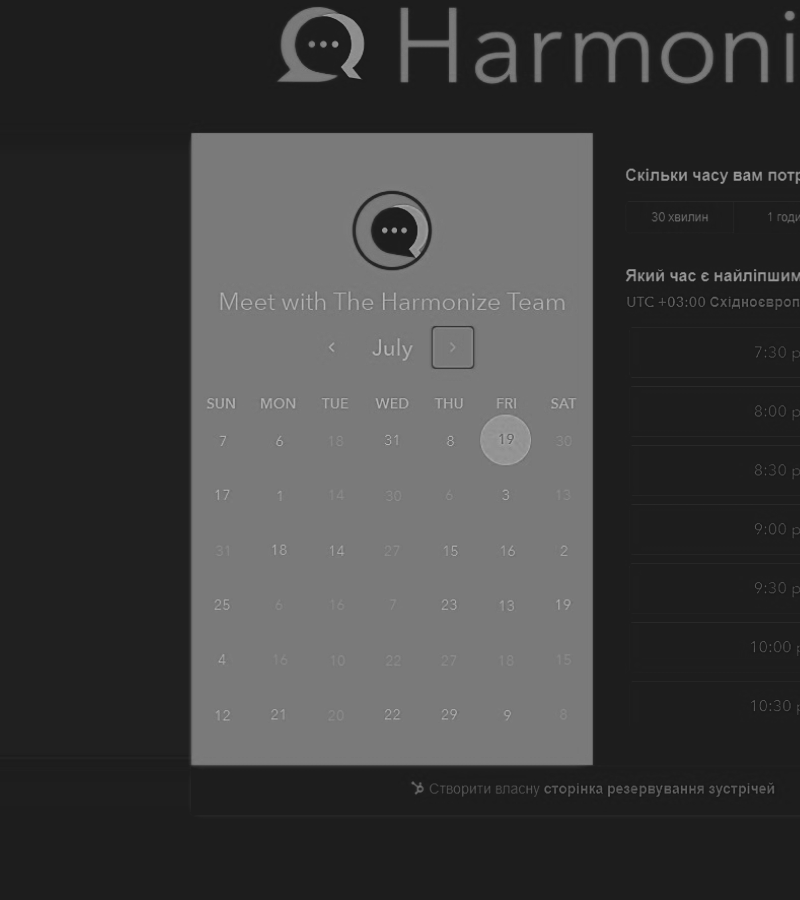 Harmoni
Meet with The Harmonize Team
July
SUN MON TUE WED THU FRI SAT
7 6 18 31 8 19 30
17 1 14 30 6 3 13
31 18 14 27 15 16 2
25 6 16 7 23 13 19
4 16 10 22 27 18 15
12 21 20 22 29 9 8
Скільки часу вам потр
30 хвилин 1 годи
Який час є найліпшим
UTC +03:00 Східноєвроп
7:30 p
8:00 p
8:30 p
9:00 p
9:30 p
10:00 p
10:30 p
Створити власну сторінка резервування зустрічей